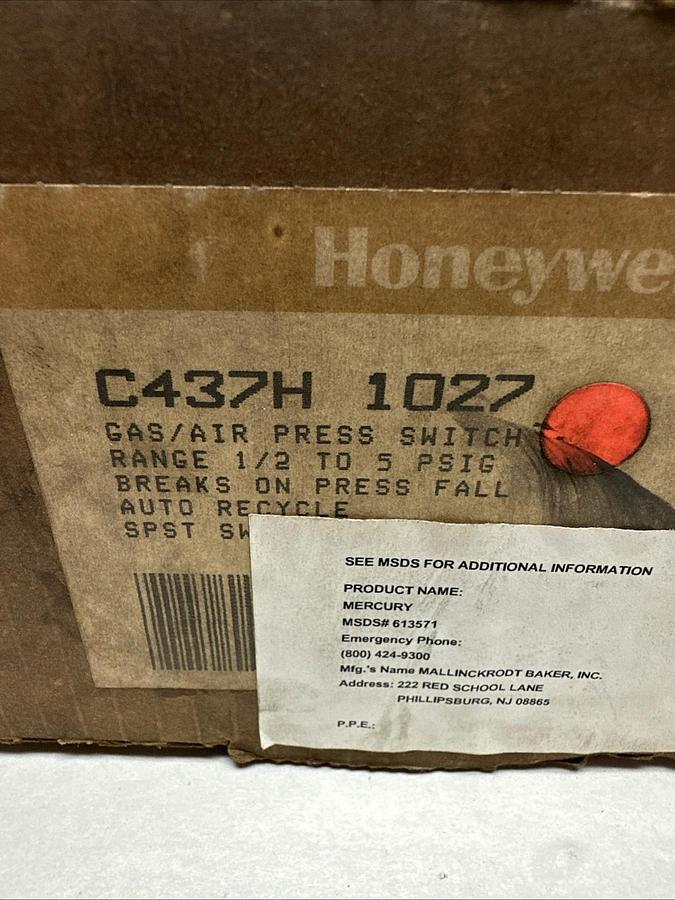 Honeywe
C437H 1027
GAS/AIR PRESS SWITCH
RANGE 1/2 TO 5 PSIG
BREAKS ON PRESS FALL
AUTO RECYCLE
SPST SW
SEE MSDS FOR ADDITIONAL INFORMATION
PRODUCT NAME:
MERCURY
MSDS# 613571
Emergency Phone:
(800) 424-9300
Mfg.'s Name MALLINCKRODT BAKER, INC.
Address: 222 RED SCHOOL LANE
PHILLIPSBURG, NJ 08865
P.P.E.: